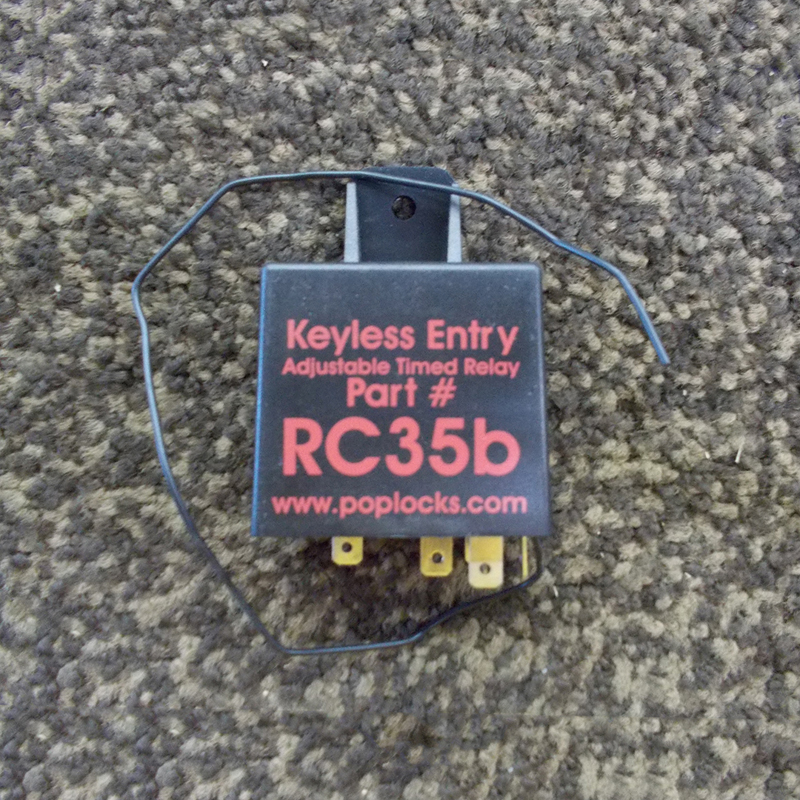 Keyless Entry
Adjustable Timed Relay
Part #
RC35b
www.poplocks.com